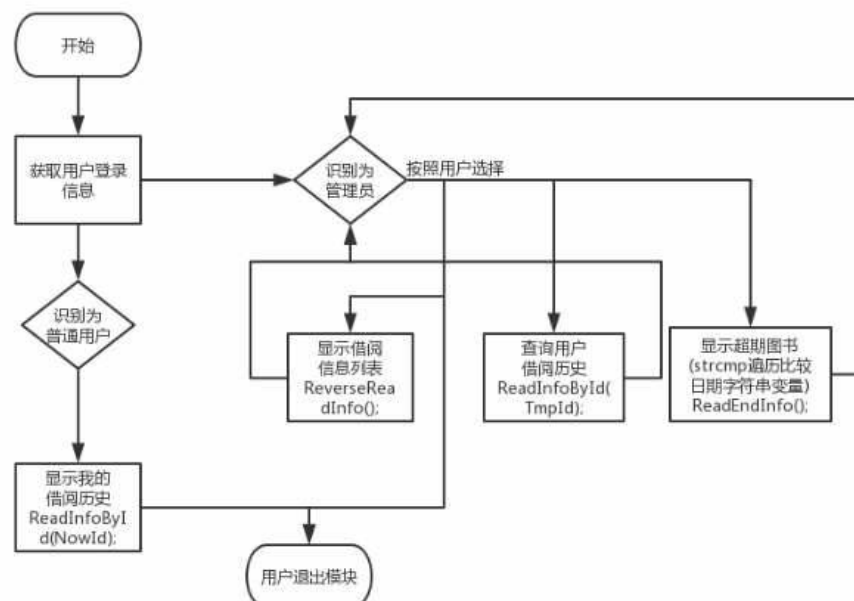 开始
获取用户登录
信息
识别为
管理员
按照用户选择
识别为
普通用户
显示借阅
信息列表
ReverseRea
dInfo();
查询用户
借阅历史
ReadInfoById(
TmpId);
显示超期图书
(strcmp遍历比较
日期字符串变量)
ReadEndInfo();
显示我的
借阅历史
ReadInfoByI
d(NowId);
用户退出模块